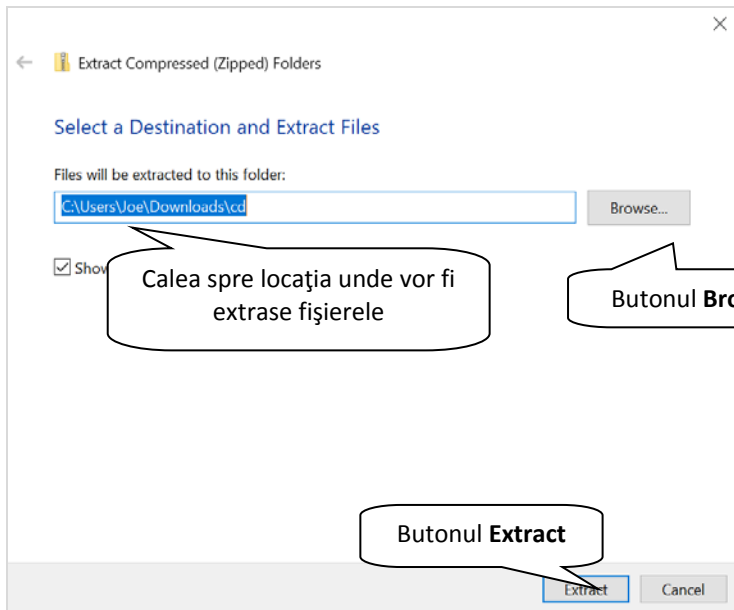 Extract Compressed (Zipped) Folders
Select a Destination and Extract Files
Files will be extracted to this folder:
C:\Users\Joe\Downloads\cd
Browse...
Calea spre locaţia unde vor fi
extrase fişierele
Butonul
Butonul Extract
Extract
Cancel